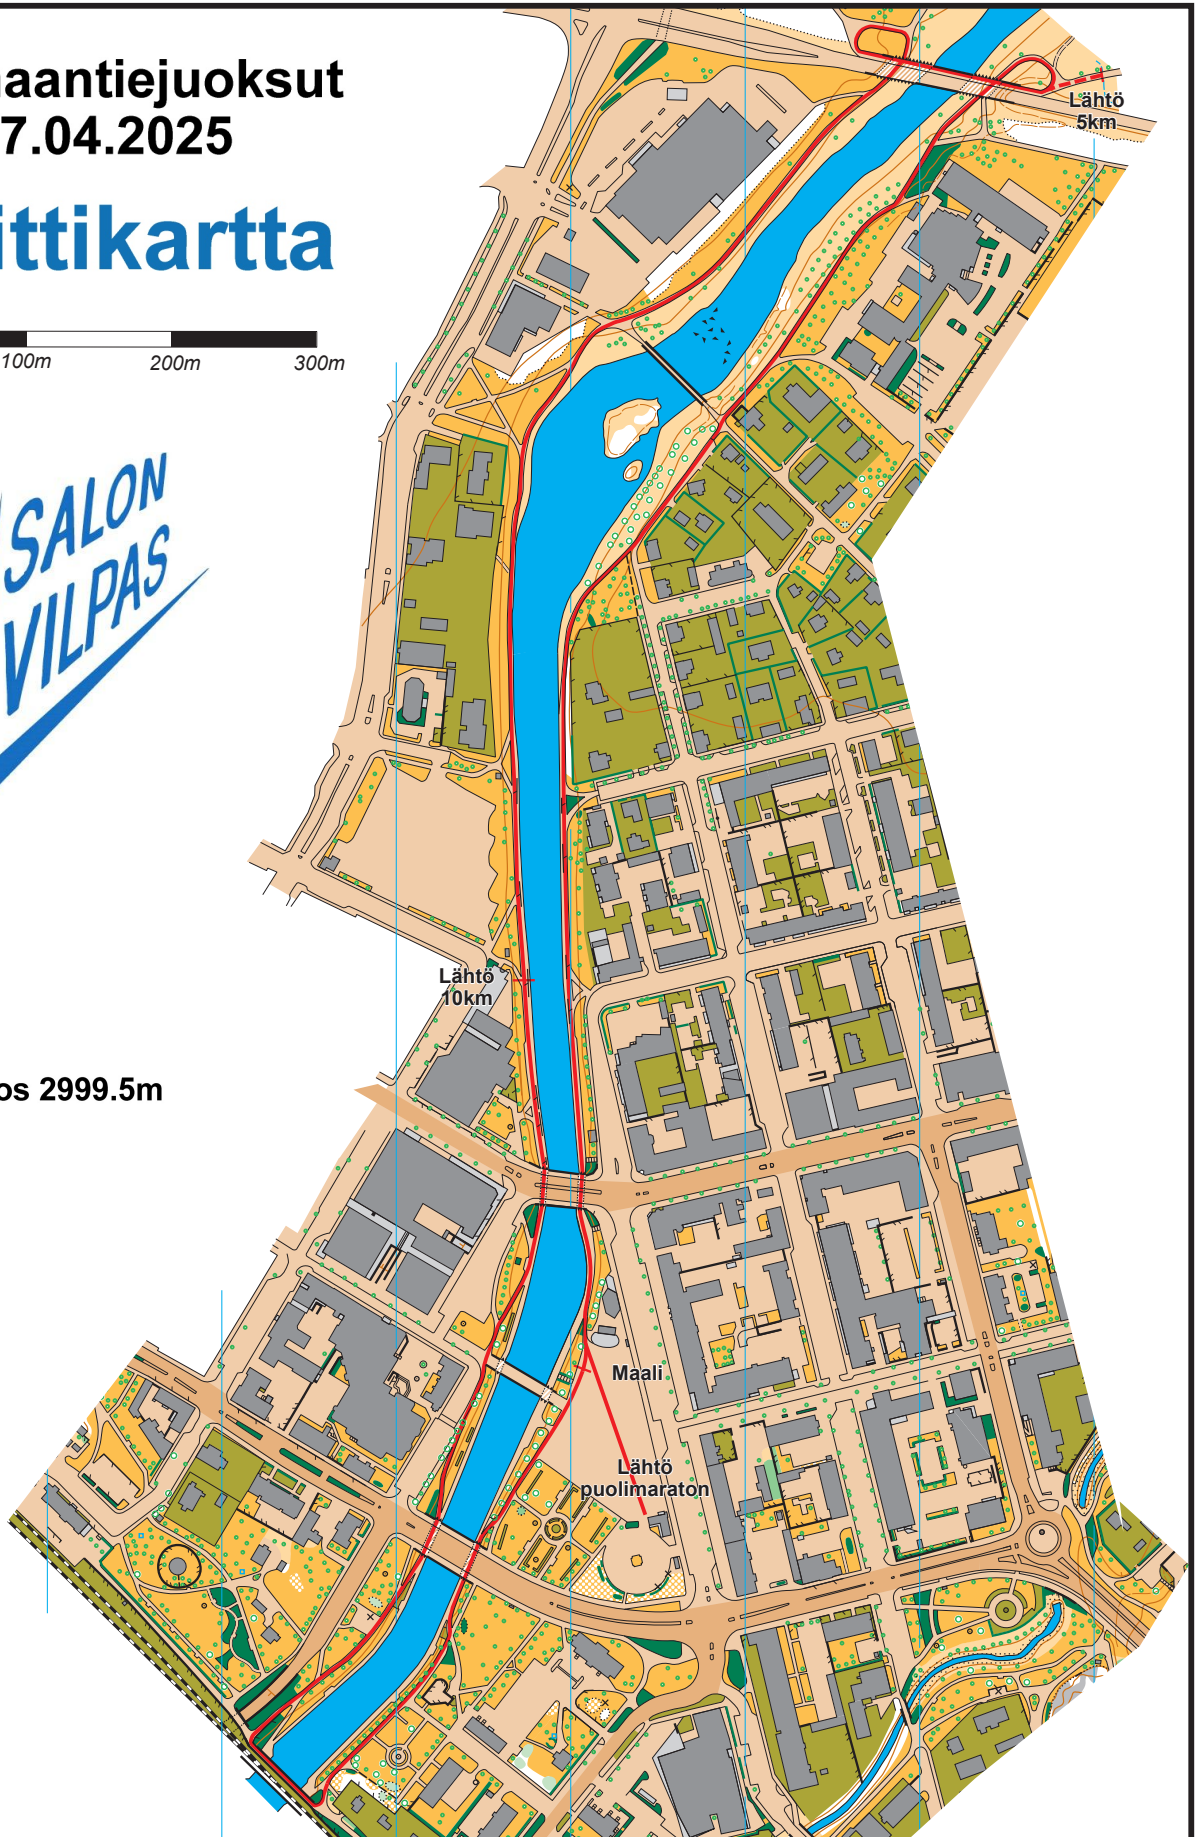 aantiejuoksut
7.04.2025
ittikartta
100m 200m 300m
SALON
VILPAS
os 2999.5m
Lähtö
5km
Lähtö
10km
Maali
Lähtö
puolimaraton